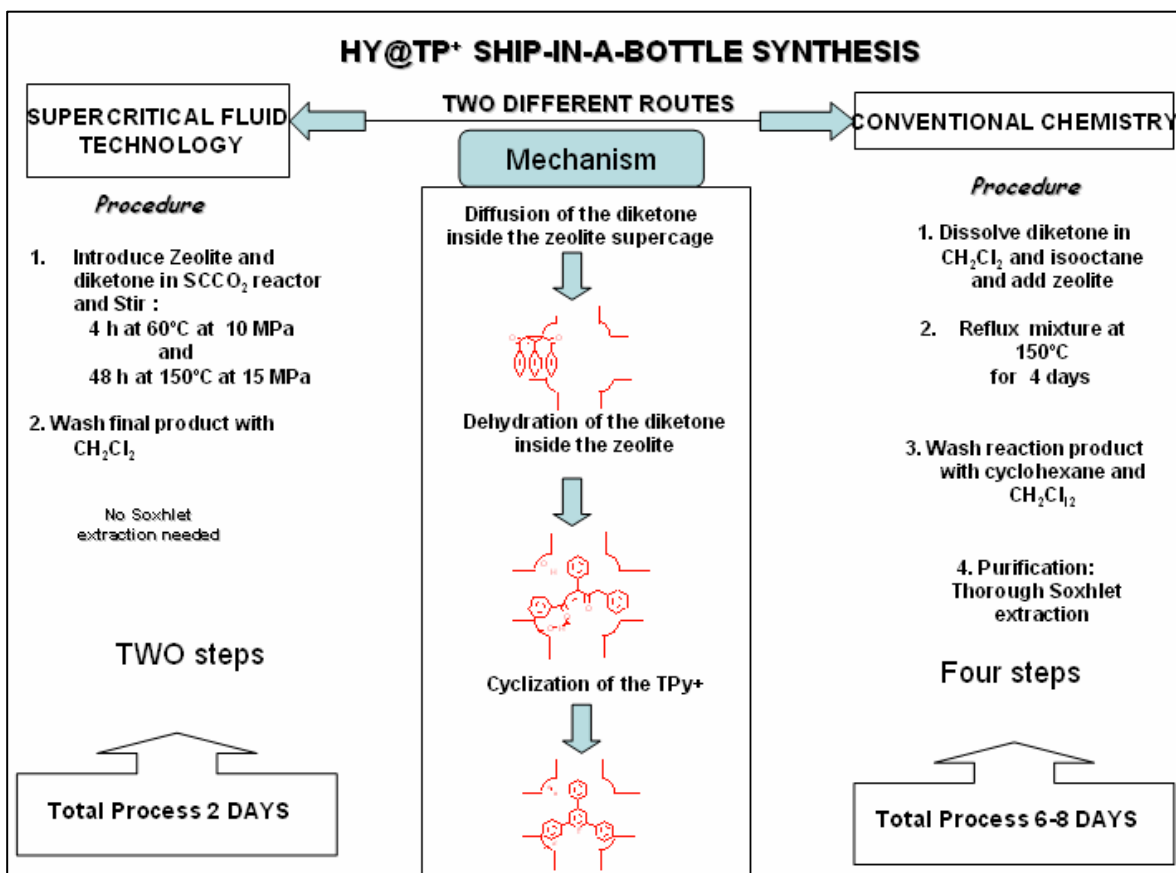 HY@TP⁺ SHIP-IN-A-BOTTLE SYNTHESIS
TWO DIFFERENT ROUTES
SUPERCRITICAL FLUID
TECHNOLOGY
Procedure
1. Introduce Zeolite and
diketone in SCCO₂ reactor
and Stir :
4 h at 60ºC at 10 MPa
and
48 h at 150ºC at 15 MPa
2. Wash final product with
CH₂Cl₂
No Soxhlet
extraction needed
TWO steps
Total Process 2 DAYS
Mechanism
Diffusion of the diketone
inside the zeolite supercage
Dehydration of the diketone
inside the zeolite
Cyclization of the TPy+
CONVENTIONAL CHEMISTRY
Procedure
1. Dissolve diketone in
CH₂Cl₂ and isooctane
and add zeolite
2. Reflux mixture at
150ºC
for 4 days
3. Wash reaction product
with cyclohexane and
CH₂Cl₁₂
4. Purification:
Thorough Soxhlet
extraction
Four steps
Total Process 6-8 DAYS